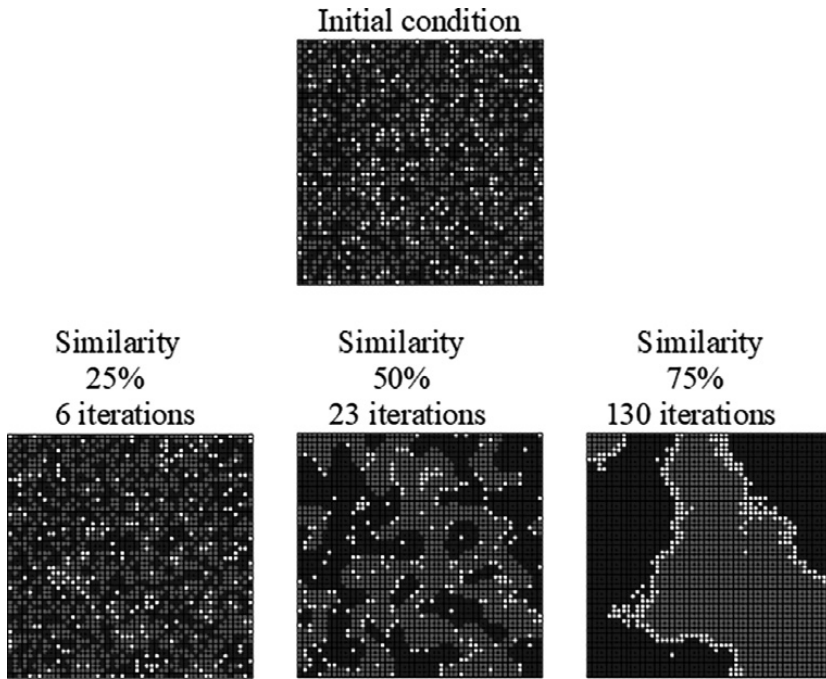 Initial condition
Similarity
25%
6 iterations
Similarity
50%
23 iterations
Similarity
75%
130 iterations